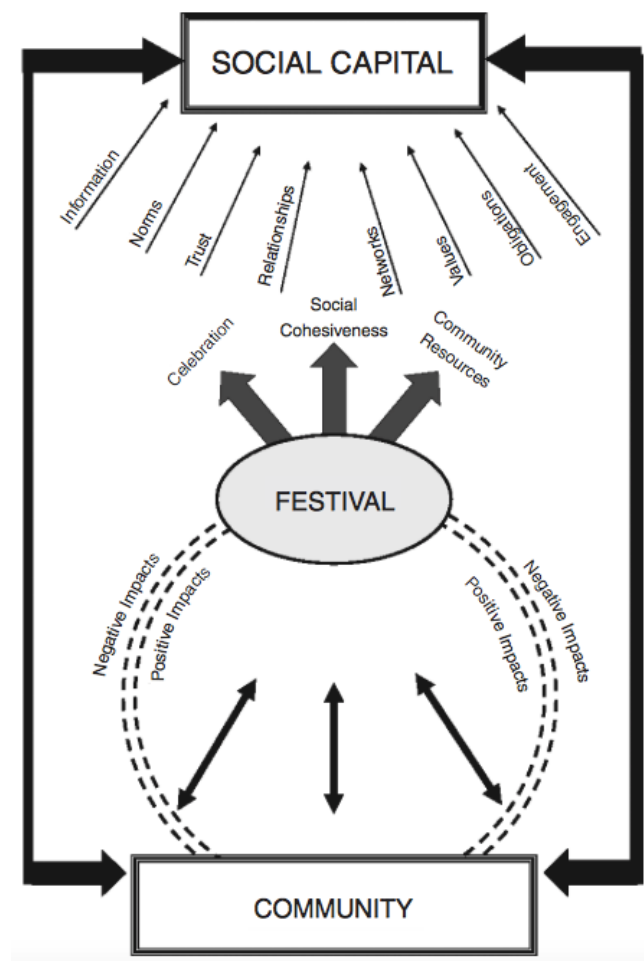 SOCIAL CAPITAL
Information
Norms
Trust
Relationships
Networks
Values
Obligations
Engagement
Celebration
Social
Cohesiveness
Community
Resources
FESTIVAL
Negative Impacts
Positive Impacts
Positive Impacts
Negative Impacts
COMMUNITY